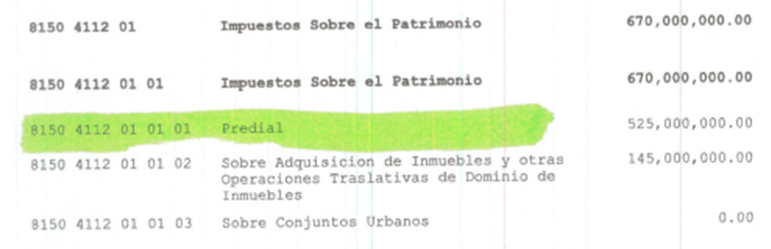 8150 4112 01 Impuestos Sobre el Patrimonio 670,000,000.00
8150 4112 01 01 Impuestos Sobre el Patrimonio 670,000,000.00
8150 4112 01 01 01 Predial 525,000,000.00
8150 4112 01 01 02 Sobre Adquisicion de Inmuebles y otras 145,000,000.00
Operaciones Traslativas de Dominio de
Inmuebles
8150 4112 01 01 03 Sobre Conjuntos Urbanos 0.00